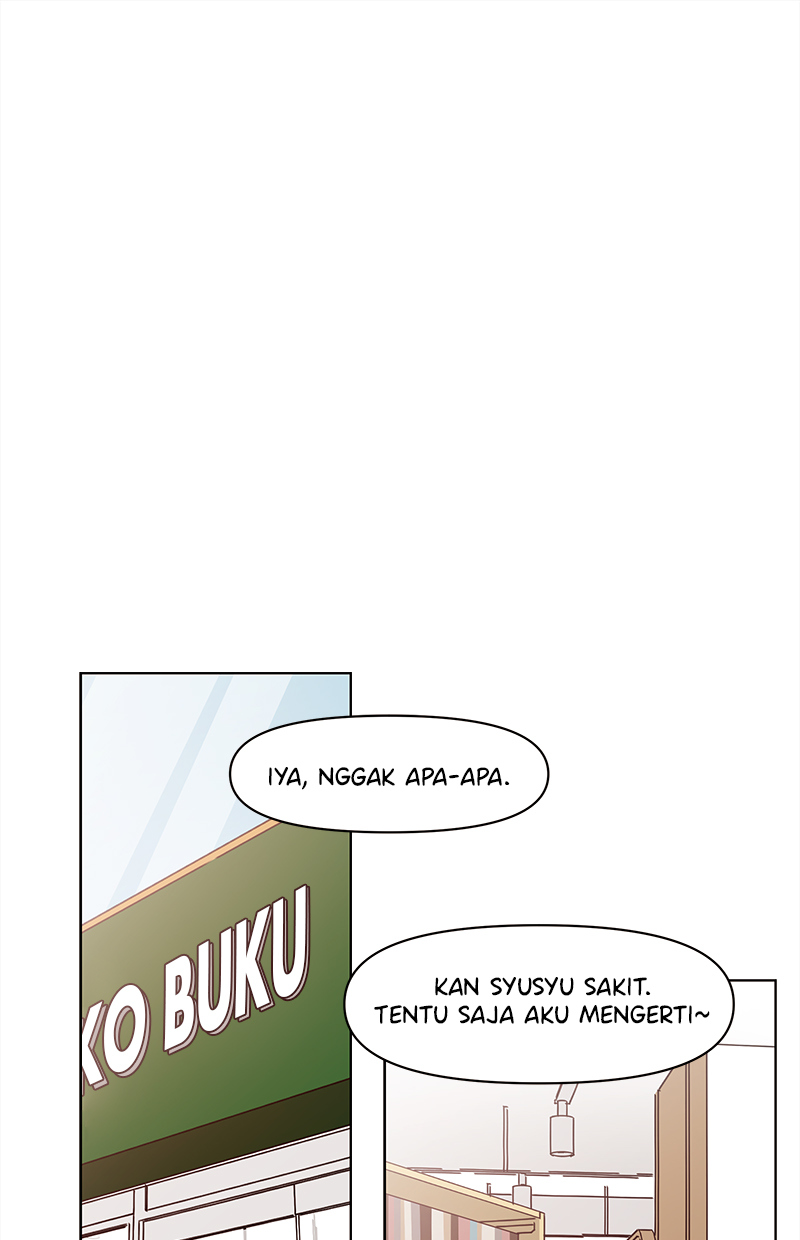 IYA, NGGAK APA-APA.
KO BUKU
KAN SYUSYU SAKIT.
TENTU SAJA AKU MENGERTI~